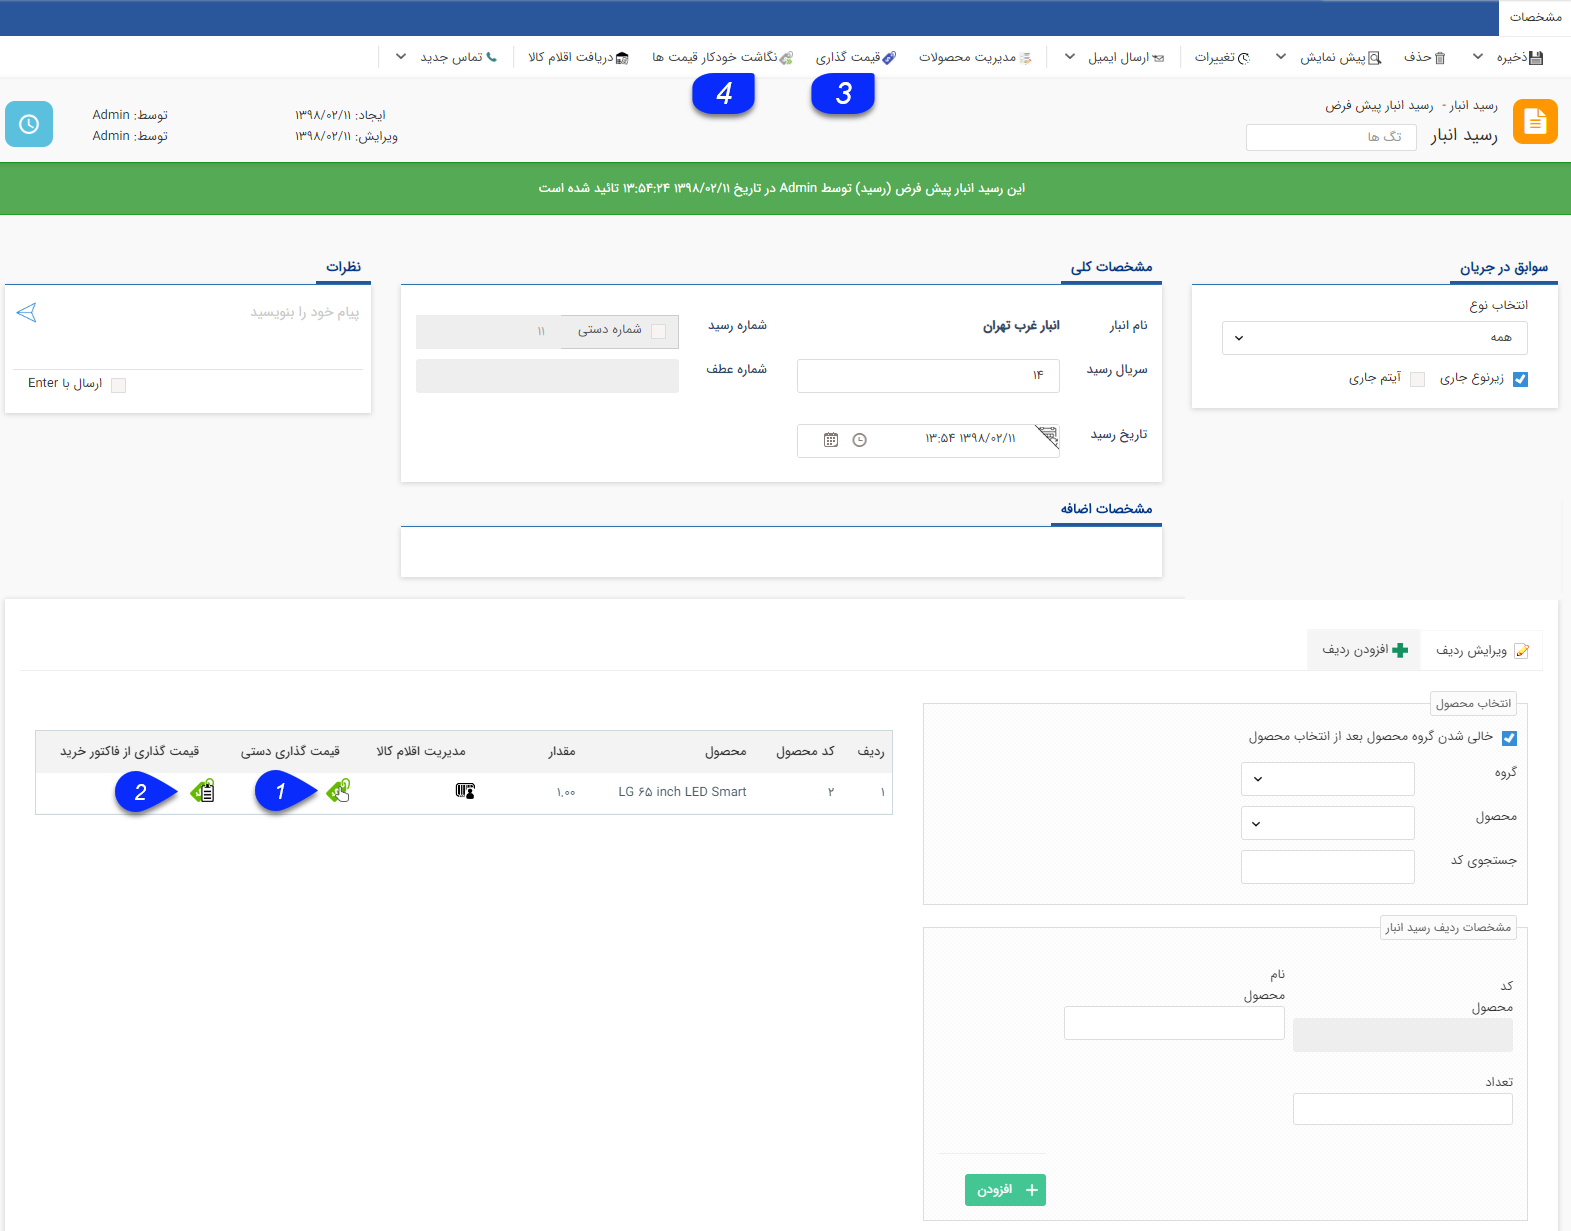 مشخصات
ذخیره
حذف
پیش نمایش
تغییرات
ارسال ایمیل
مدیریت محصولات
قیمت گذاری
نگاشت خودکار قیمت ها
دریافت اقلام کالا
تماس جدید
3
4
رسید انبار - رسید انبار پیش فرض
رسید انبار
تگ ها
ایجاد: ۱۳۹۸/۰۲/۱۱
توسط: Admin
ویرایش: ۱۳۹۸/۰۲/۱۱
توسط: Admin
این رسید انبار پیش فرض (رسید) توسط Admin در تاریخ ۱۳۹۸/۰۲/۱۱ ۱۳:۵۴:۲۴ تائید شده است
سوابق در جریان
انتخاب نوع
همه
زیرنوع جاری
آیتم جاری
مشخصات کلی
نام انبار
انبار غرب تهران
شماره رسید
شماره دستی
۱۱
سریال رسید
۱۴
شماره عطف
تاریخ رسید
۱۳۹۸/۰۲/۱۱ ۱۳:۵۴
نظرات
پیام خود را بنویسید
ارسال با Enter
مشخصات اضافه
ویرایش ردیف
افزودن ردیف
انتخاب محصول
خالی شدن گروه محصول بعد از انتخاب محصول
گروه
محصول
جستجوی کد
مشخصات ردیف رسید انبار
کد محصول
نام محصول
تعداد
افزودن
ردیف
کد محصول
محصول
مقدار
مدیریت اقلام کالا
قیمت گذاری دستی
قیمت گذاری از فاکتور خرید
۱
۲
LG ۶۵ inch LED Smart
۱.۰۰
1
2